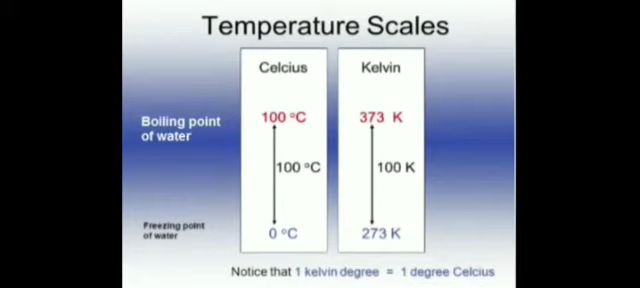 Temperature Scales
Celcius
Kelvin
Boiling point
of water
100 °C
373 K
100 °C
100 K
Freezing point
of water
0 °C
273 K
Notice that 1 kelvin degree = 1 degree Celcius